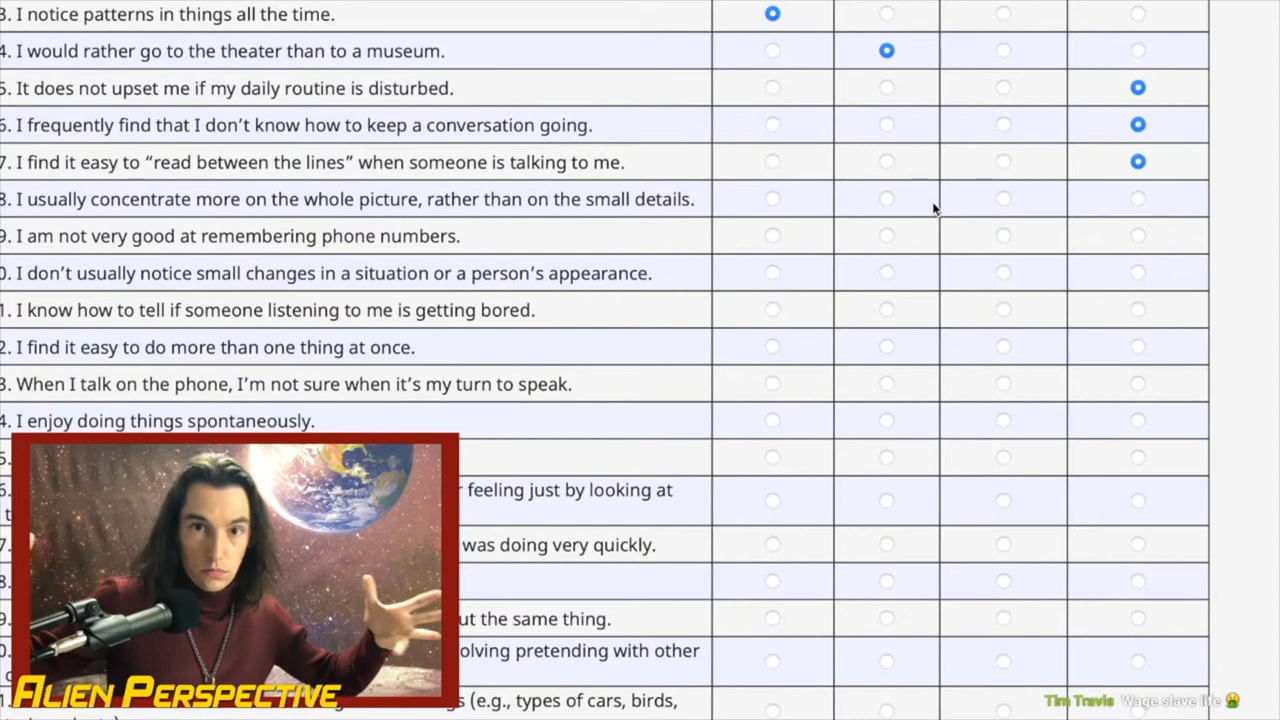 3. I notice patterns in things all the time.
4. I would rather go to the theater than to a museum.
5. It does not upset me if my daily routine is disturbed.
6. I frequently find that I don’t know how to keep a conversation going.
7. I find it easy to “read between the lines” when someone is talking to me.
8. I usually concentrate more on the whole picture, rather than on the small details.
9. I am not very good at remembering phone numbers.
0. I don’t usually notice small changes in a situation or a person’s appearance.
1. I know how to tell if someone listening to me is getting bored.
2. I find it easy to do more than one thing at once.
3. When I talk on the phone, I’m not sure when it’s my turn to speak.
4. I enjoy doing things spontaneously.
5.
feeling just by looking at
7. was doing very quickly.
8.
9. ut the same thing.
0. olving pretending with other
1. (e.g., types of cars, birds,
ALIEN PERSPECTIVE
Tim Travis Wage slave life